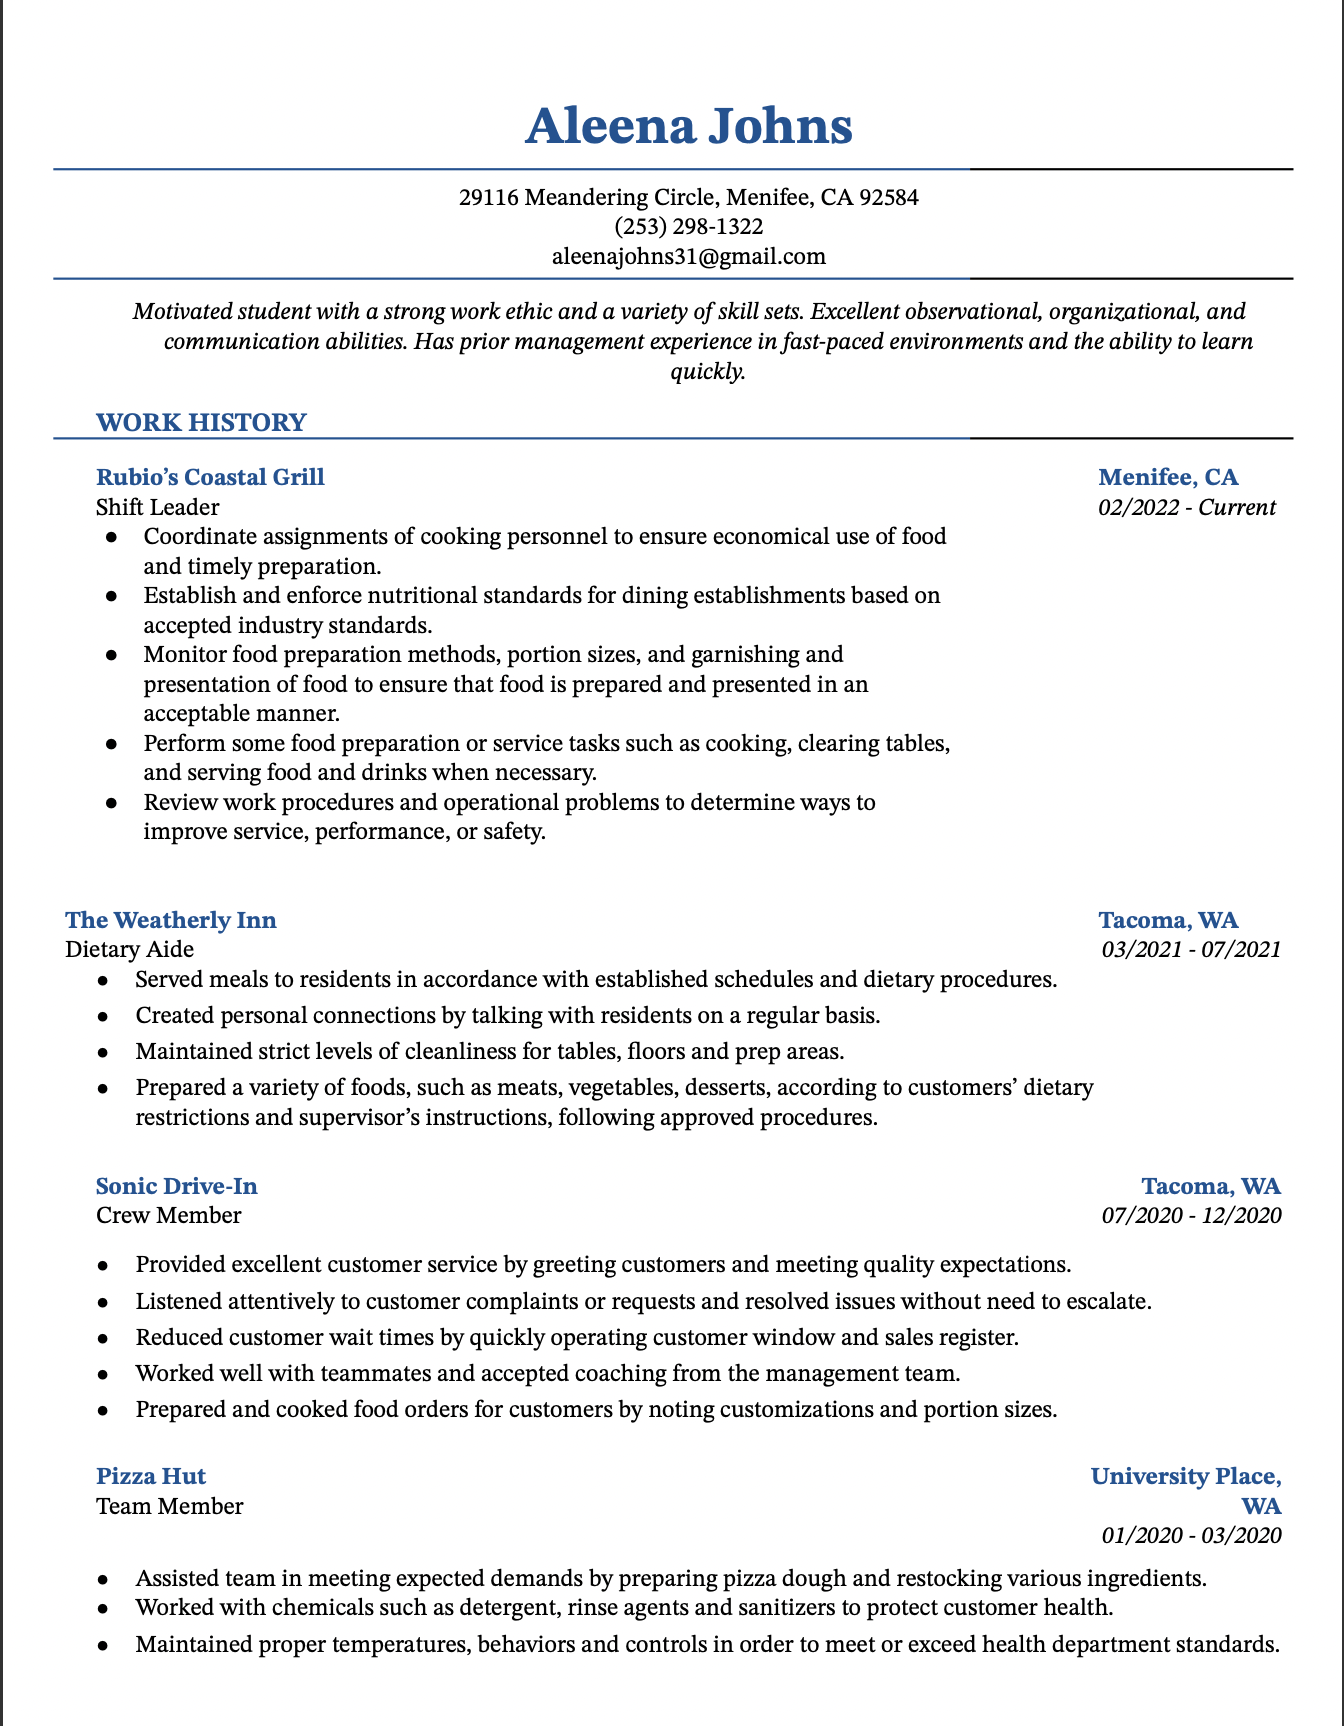 Aleena Johns
29116 Meandering Circle, Menifee, CA 92584
(253) 298-1322
aleenajohns31@gmail.com
Motivated student with a strong work ethic and a variety of skill sets. Excellent observational, organizational, and
communication abilities. Has prior management experience in fast-paced environments and the ability to learn
quickly.
WORK HISTORY
Rubio’s Coastal Grill Menifee, CA
Shift Leader 02/2022 - Current
● Coordinate assignments of cooking personnel to ensure economical use of food
and timely preparation.
● Establish and enforce nutritional standards for dining establishments based on
accepted industry standards.
● Monitor food preparation methods, portion sizes, and garnishing and
presentation of food to ensure that food is prepared and presented in an
acceptable manner.
● Perform some food preparation or service tasks such as cooking, clearing tables,
and serving food and drinks when necessary.
● Review work procedures and operational problems to determine ways to
improve service, performance, or safety.
The Weatherly Inn Tacoma, WA
Dietary Aide 03/2021 - 07/2021
● Served meals to residents in accordance with established schedules and dietary procedures.
● Created personal connections by talking with residents on a regular basis.
● Maintained strict levels of cleanliness for tables, floors and prep areas.
● Prepared a variety of foods, such as meats, vegetables, desserts, according to customers’ dietary
restrictions and supervisor’s instructions, following approved procedures.
Sonic Drive-In Tacoma, WA
Crew Member 07/2020 - 12/2020
● Provided excellent customer service by greeting customers and meeting quality expectations.
● Listened attentively to customer complaints or requests and resolved issues without need to escalate.
● Reduced customer wait times by quickly operating customer window and sales register.
● Worked well with teammates and accepted coaching from the management team.
● Prepared and cooked food orders for customers by noting customizations and portion sizes.
Pizza Hut University Place,
Team Member WA
01/2020 - 03/2020
● Assisted team in meeting expected demands by preparing pizza dough and restocking various ingredients.
● Worked with chemicals such as detergent, rinse agents and sanitizers to protect customer health.
● Maintained proper temperatures, behaviors and controls in order to meet or exceed health department standards.